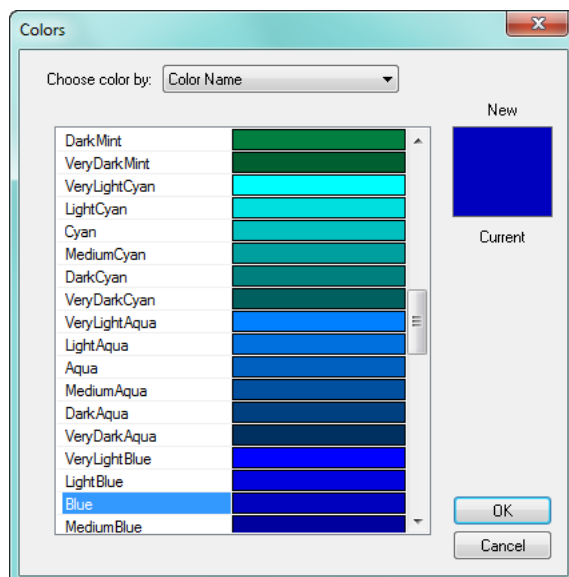 Colors
Choose color by: Color Name
New
Current
DarkMint
VeryDarkMint
VeryLightCyan
LightCyan
Cyan
MediumCyan
DarkCyan
VeryDarkCyan
VeryLightAqua
LightAqua
Aqua
MediumAqua
DarkAqua
VeryDarkAqua
VeryLightBlue
LightBlue
Blue
MediumBlue
OK
Cancel